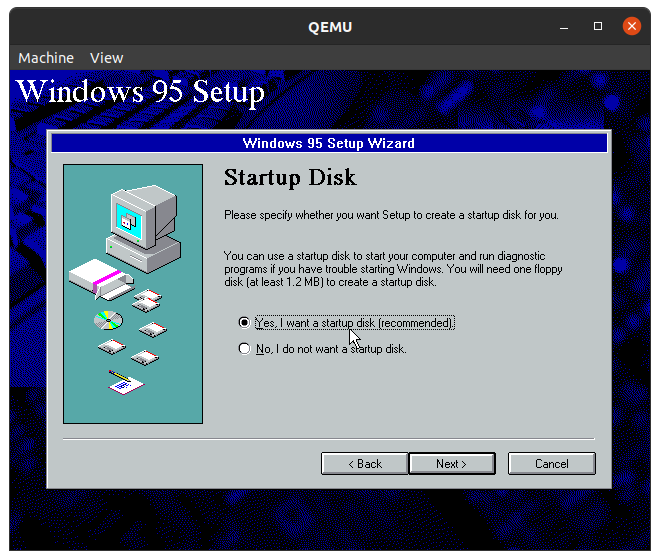 QEMU
Machine View
Windows 95 Setup
Windows 95 Setup Wizard
Startup Disk
Please specify whether you want Setup to create a startup disk for you.
You can use a startup disk to start your computer and run diagnostic
programs if you have trouble starting Windows. You will need one floppy
disk (at least 1.2 MB) to create a startup disk.
Yes, I want a startup disk (recommended).
No, I do not want a startup disk.
< Back Next > Cancel